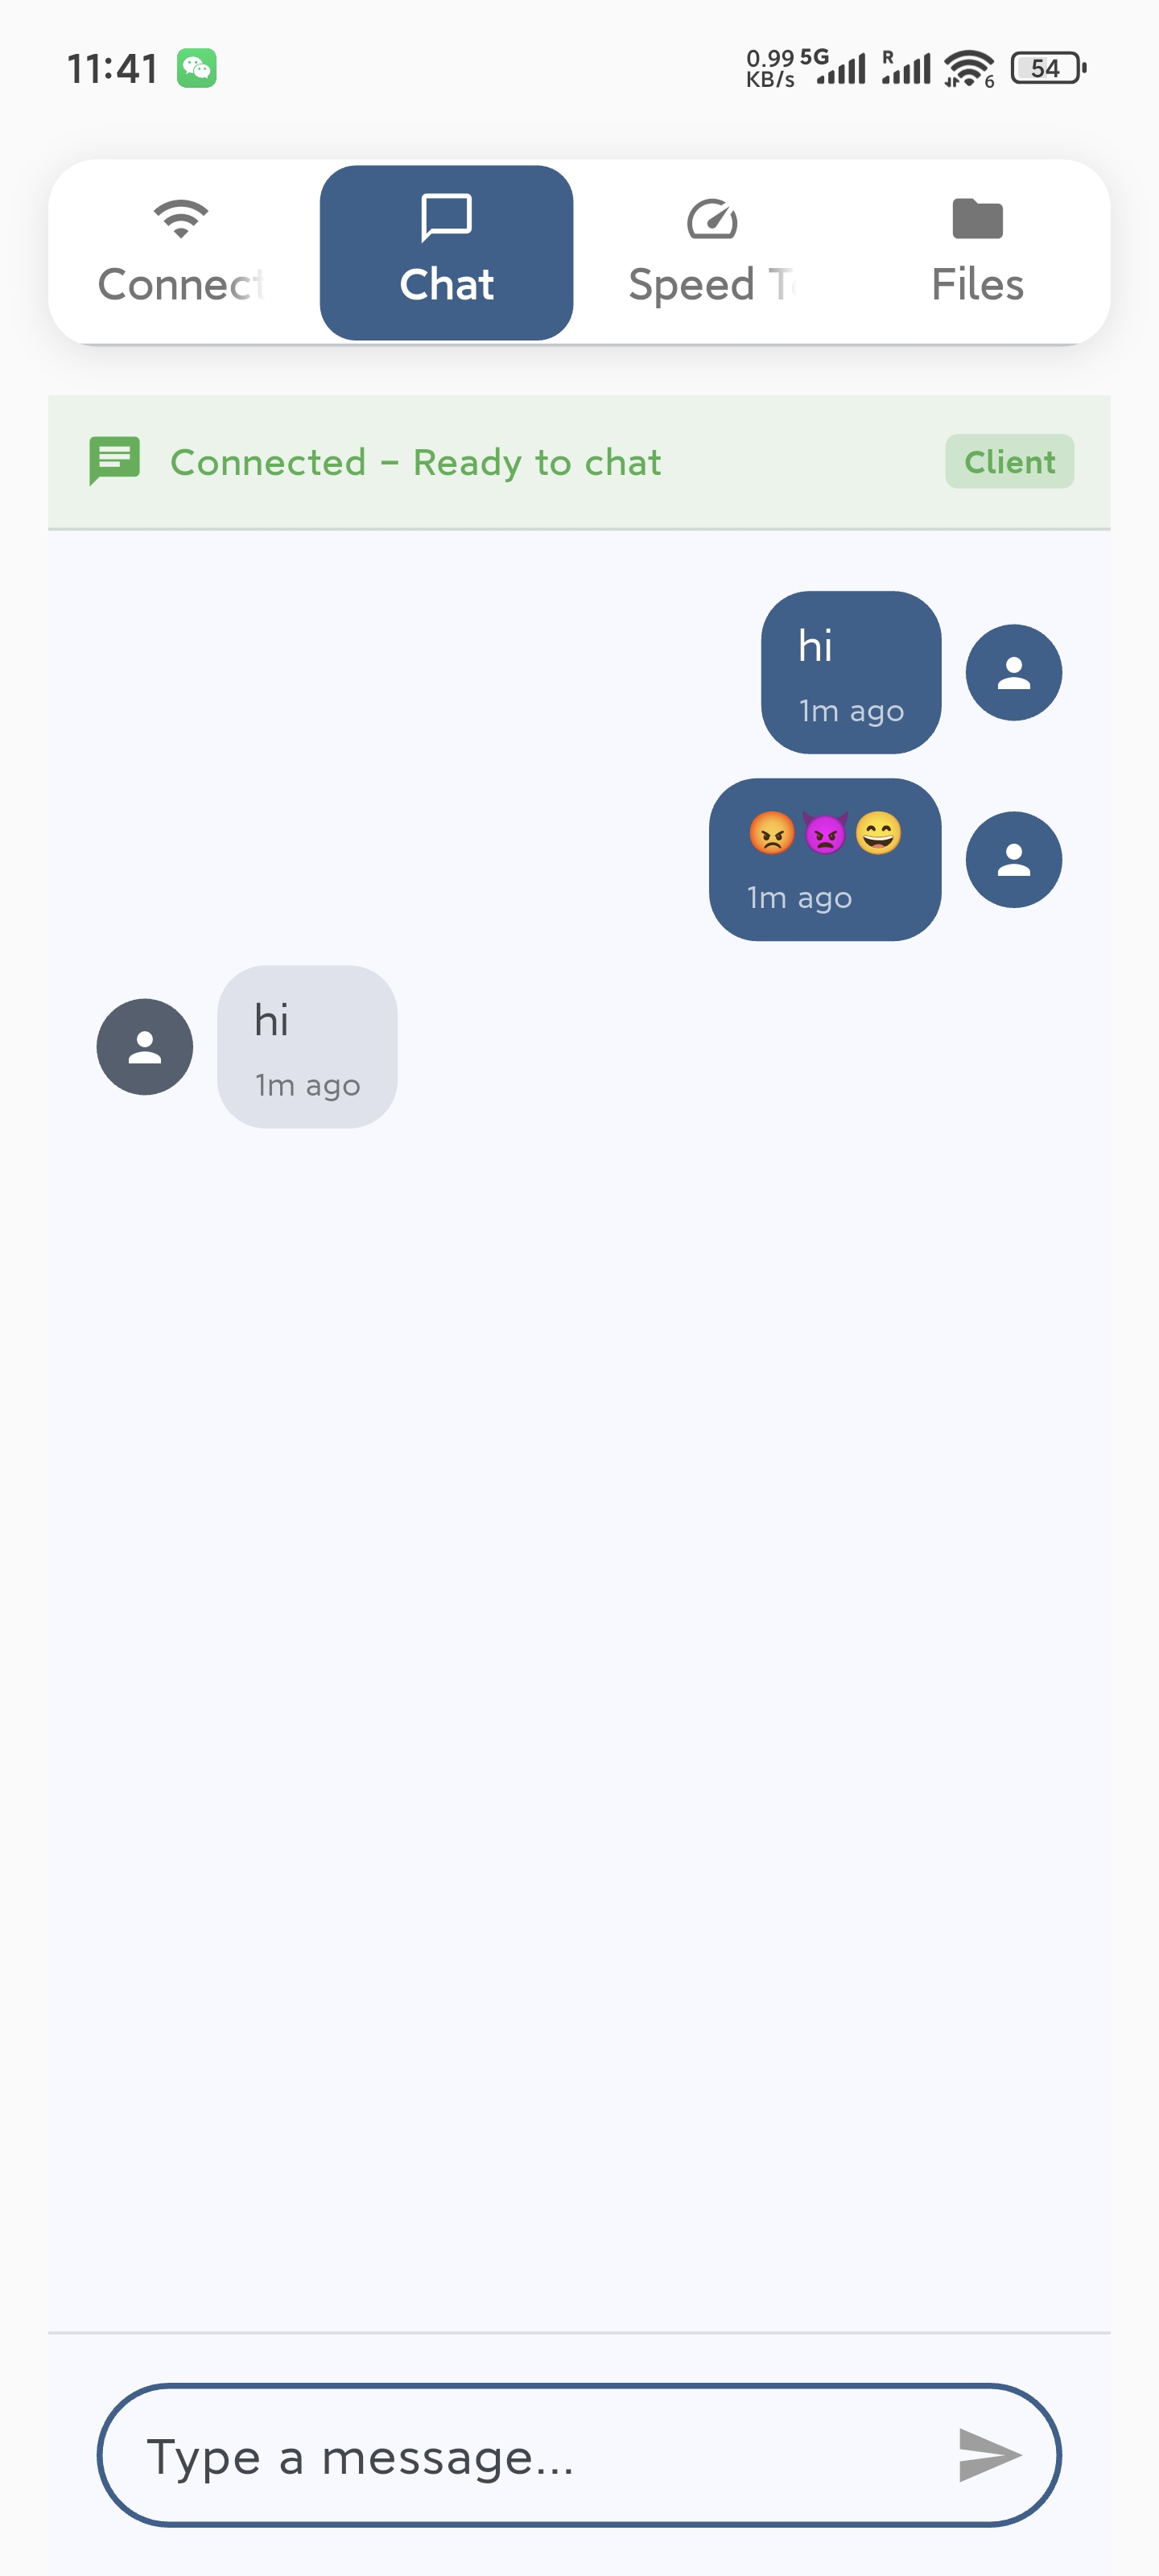 11:41
0.99 KB/s 5G R 6 54
Connect
Chat
Speed T
Files
Connected – Ready to chat
Client
hi
1m ago
😡👿😄
1m ago
hi
1m ago
Type a message...